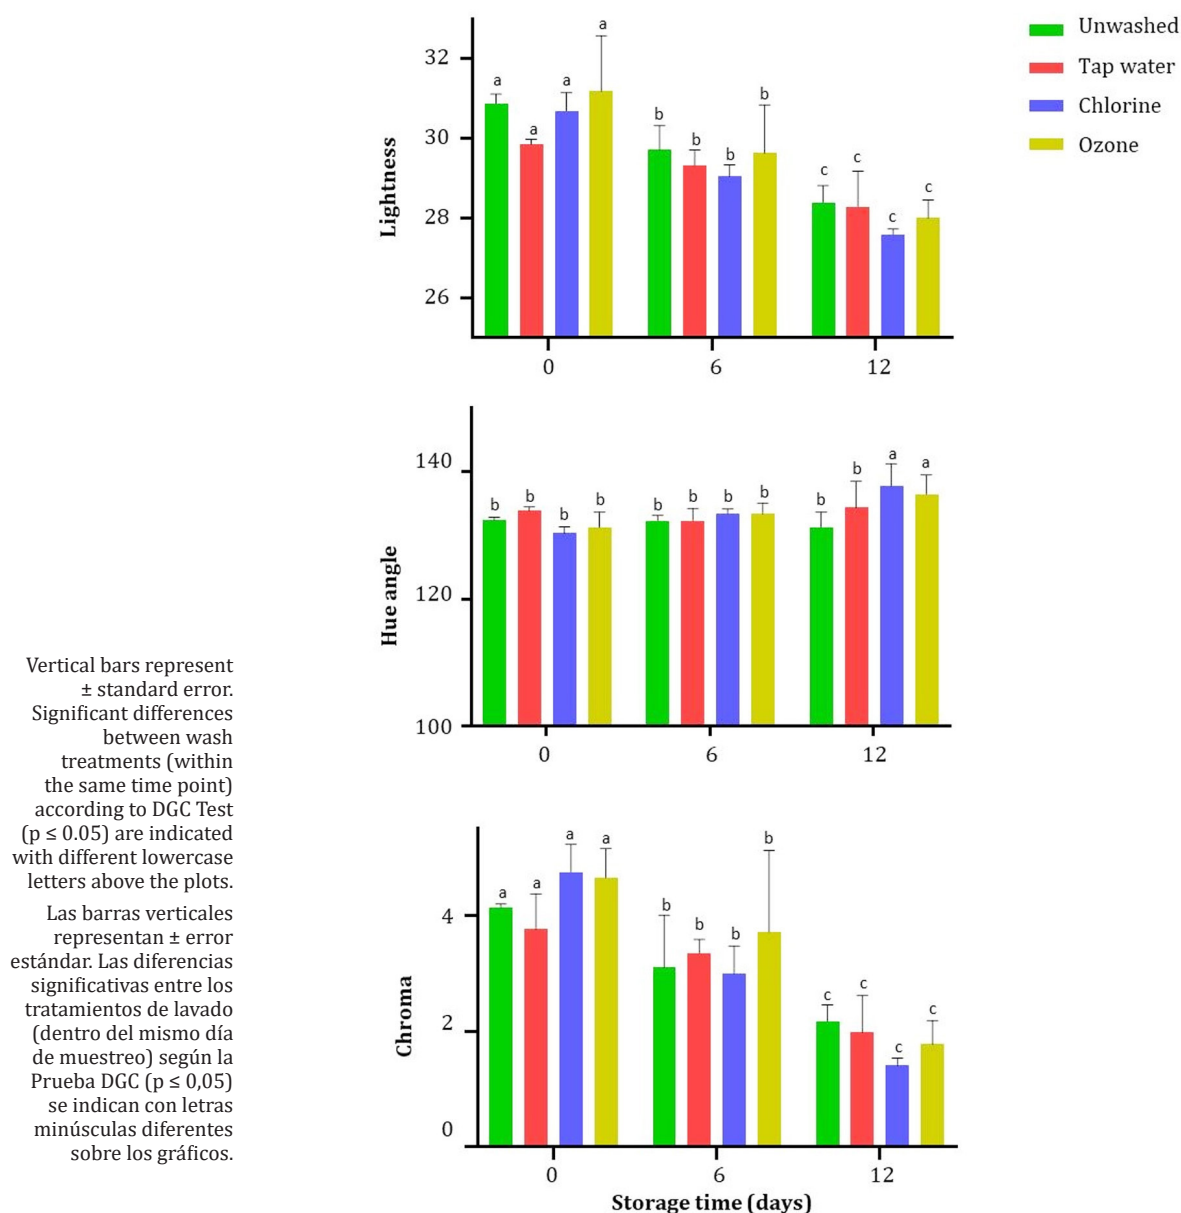 Unwashed
Tap water
Chlorine
Ozone
Lightness
32
30
28
26
a
a
a
a
b
b
b
b
c
c
c
c
0
6
12
Hue angle
140
120
100
b
b
b
b
b
b
b
b
b
b
a
a
0
6
12
Chroma
4
2
0
a
a
a
a
b
b
b
b
c
c
c
c
0
6
12
Storage time (days)
Vertical bars represent
± standard error.
Significant differences
between wash
treatments (within
the same time point)
according to DGC Test
(p ≤ 0.05) are indicated
with different lowercase
letters above the plots.
Las barras verticales
representan ± error
estándar. Las diferencias
significativas entre los
tratamientos de lavado
(dentro del mismo día
de muestreo) según la
Prueba DGC (p ≤ 0,05)
se indican con letras
minúsculas diferentes
sobre los gráficos.